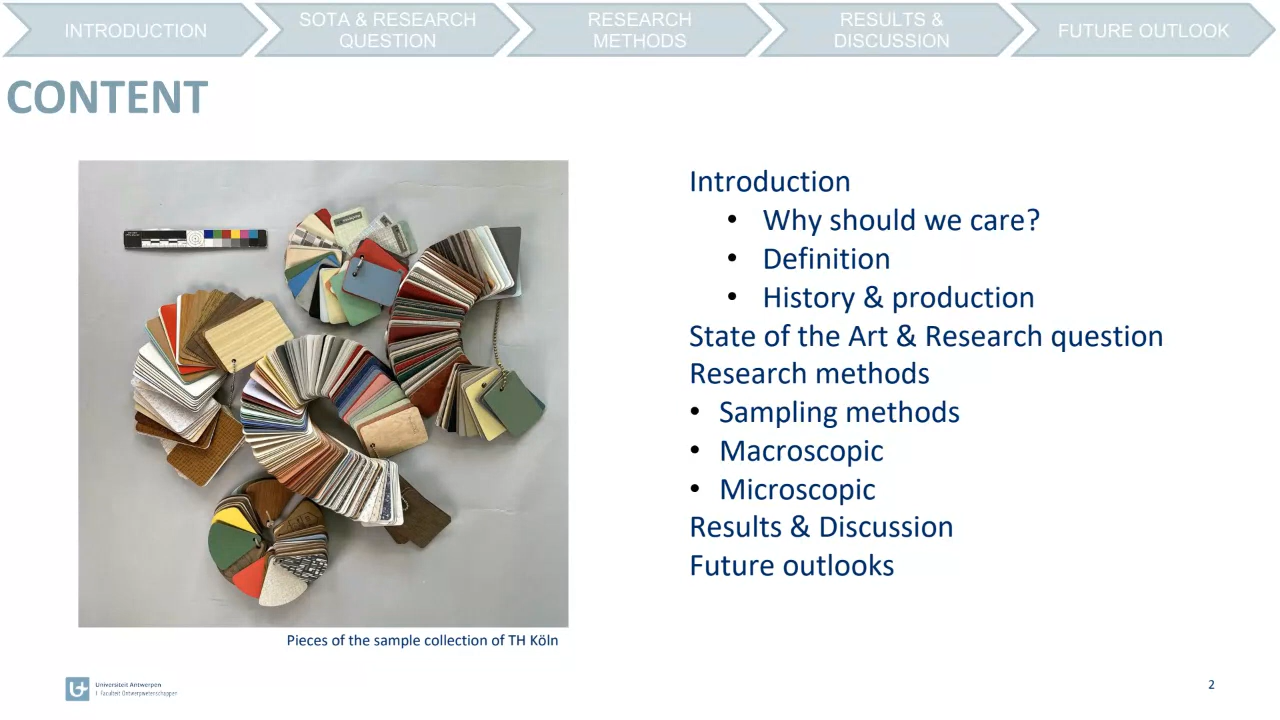 INTRODUCTION
SOTA & RESEARCH
QUESTION
RESEARCH
METHODS
RESULTS &
DISCUSSION
FUTURE OUTLOOK
CONTENT
Introduction
• Why should we care?
• Definition
• History & production
State of the Art & Research question
Research methods
• Sampling methods
• Macroscopic
• Microscopic
Results & Discussion
Future outlooks
Pieces of the sample collection of TH Köln
Universiteit Antwerpen
| Faculteit Ontwerpwetenschappen
2